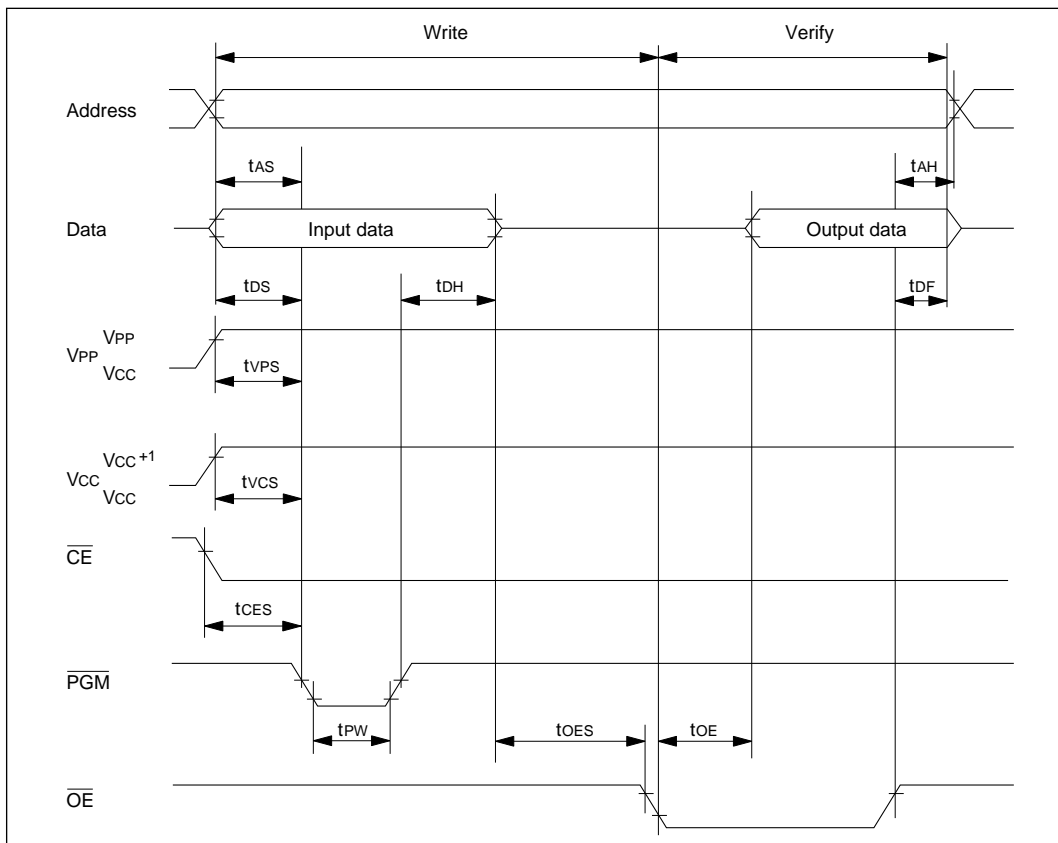 Write Verify
Address
tAS tAH
Data Input data Output data
tDS tDH tDF
VPP VPP
VCC
tVPS
VCC VCC+1
VCC
tVCS
CE
tCES
PGM
tPW tOES tOE
OE